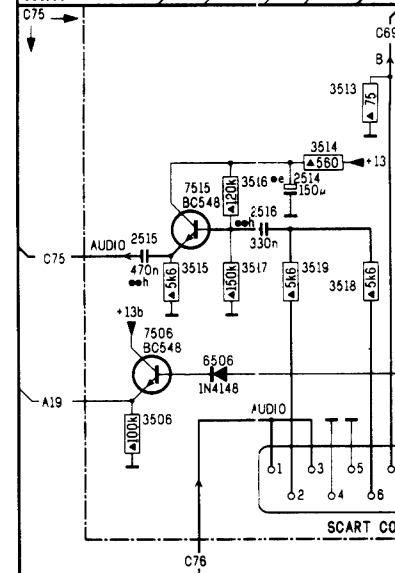 C75
C69
B
3513
75
3514
560
+13
7515
BC548
3516
120k
2514
150µ
e
h
2516
330n
AUDIO
2515
C75
470n
h
3515
5k6
3517
150k
3519
5k6
3518
5k6
+13b
7506
BC548
6506
1N4148
A19
3506
100k
AUDIO
1 3 5
2 4 6
SCART CO
C76